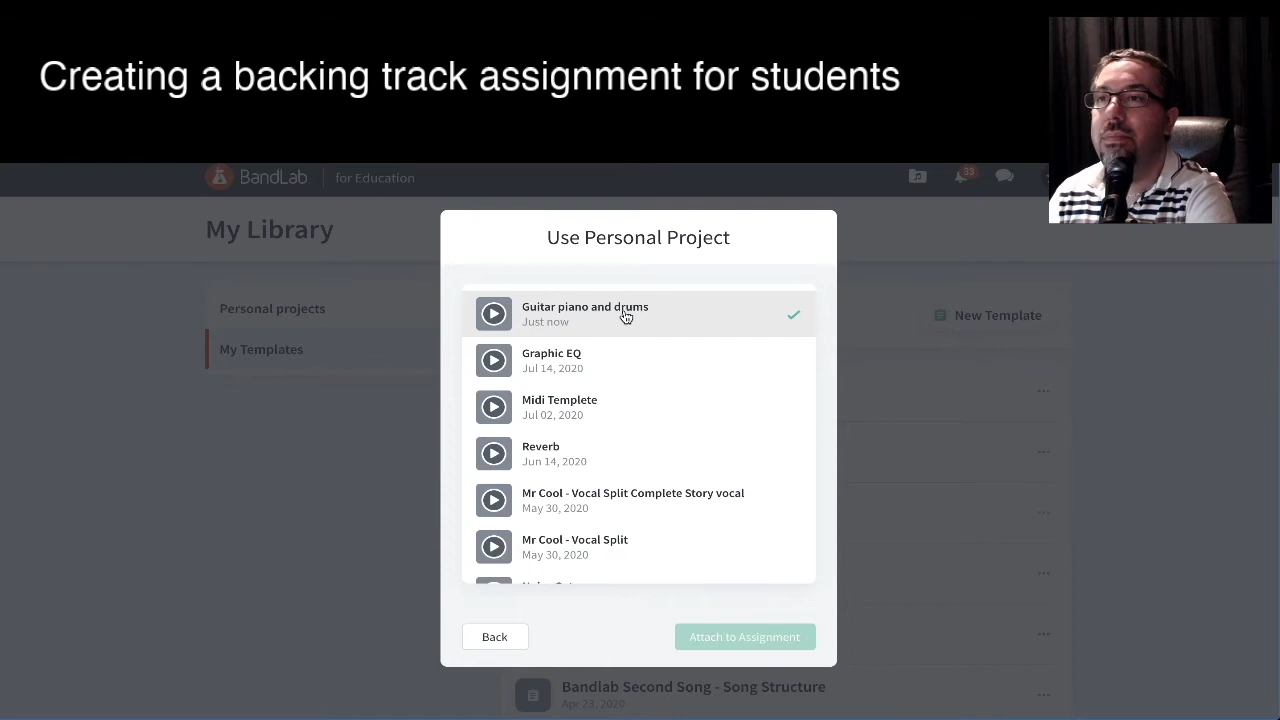 Creating a backing track assignment for students
BandLab for Education
33
My Library
Use Personal Project
Personal projects
My Templates
New Template
Guitar piano and drums
Just now
Graphic EQ
Jul 14, 2020
Midi Templete
Jul 02, 2020
Reverb
Jun 14, 2020
Mr Cool - Vocal Split Complete Story vocal
May 30, 2020
Mr Cool - Vocal Split
May 30, 2020
Back
Attach to Assignment
Bandlab Second Song - Song Structure
Apr 23, 2020